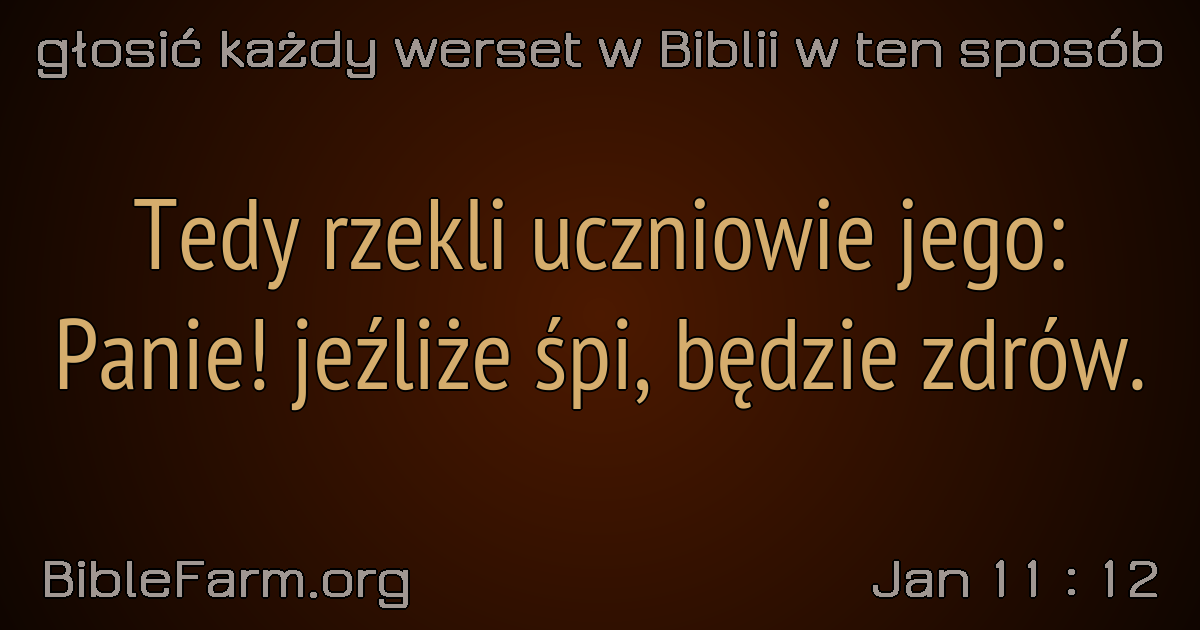 głosić każdy werset w Biblii w ten sposób
Tedy rzekli uczniowie jego:
Panie! jeźliże śpi, będzie zdrów.
BibleFarm.org
Jan 11 : 12